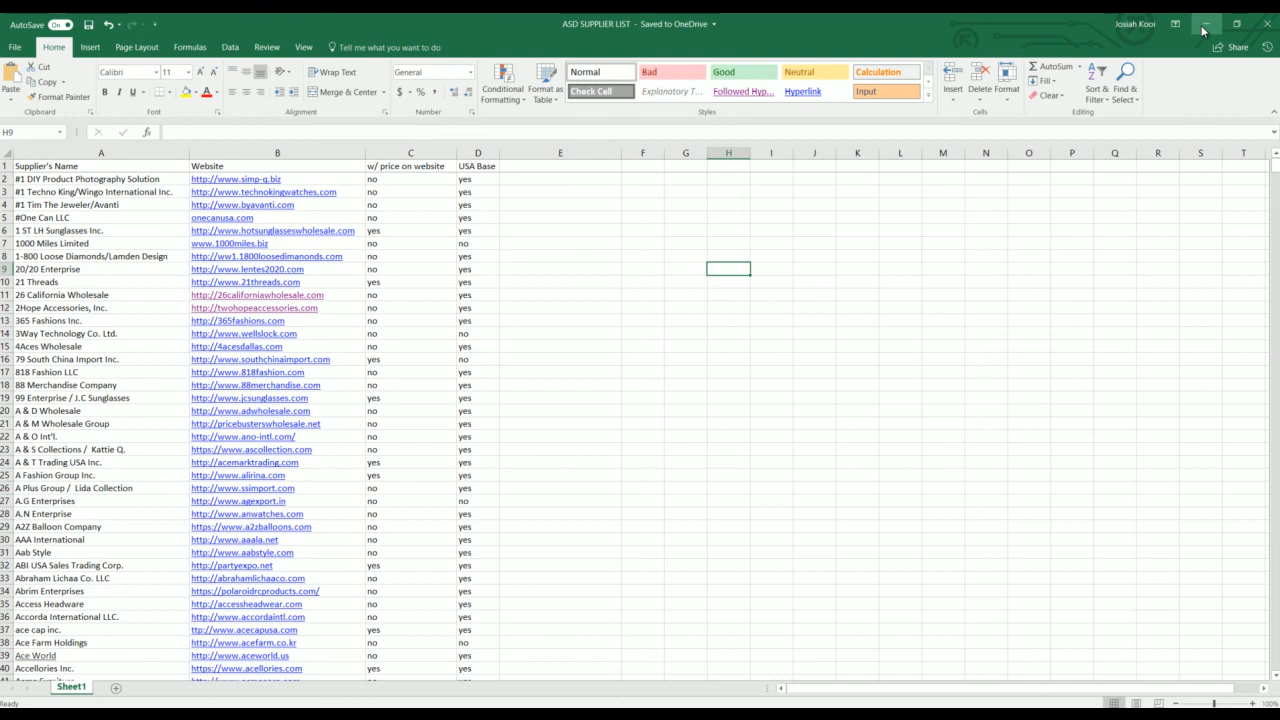 AutoSave On ASD SUPPLIER LIST - Saved to OneDrive Josiah Kooi
File Home Insert Page Layout Formulas Data Review View Tell me what you want to do Share
Paste Cut Copy Format Painter Clipboard
Calibri 11 B I U Font
Wrap Text Merge & Center Alignment
General $ % , Number
Conditional Formatting Format as Table
Normal Bad Good Neutral Calculation
Check Cell Explanatory T... Followed Hyp... Hyperlink Input
Styles
Insert Delete Format Cells
AutoSum Fill Clear Sort & Filter Find & Select Editing
H9 fx
A B C D E F G H I J K L M N O P Q R S T
1 Supplier's Name Website w/ price on website USA Base
2 #1 DIY Product Photography Solution http://www.simp-q.biz no yes
3 #1 Techno King/Wingo International Inc. http://www.technokingwatches.com no yes
4 #1 Tim The Jeweler/Avanti http://www.byavanti.com no yes
5 #One Can LLC onecanusa.com no yes
6 1 ST LH Sunglasses Inc. http://www.hotsunglasseswholesale.com yes yes
7 1000 Miles Limited www.1000miles.biz no no
8 1-800 Loose Diamonds/Lamden Design http://ww1.1800loosedimanonds.com no yes
9 20/20 Enterprise http://www.lentes2020.com no yes
10 21 Threads http://www.21threads.com yes yes
11 26 California Wholesale http://26californiawholesale.com no yes
12 2Hope Accessories, Inc. http://twohopeaccessories.com no yes
13 365 Fashions Inc. http://365fashions.com no yes
14 3Way Technology Co. Ltd. http://www.wellslock.com no no
15 4Aces Wholesale http://4acesdallas.com no yes
16 79 South China Import Inc. http://www.southchinaimport.com yes no
17 818 Fashion LLC http://www.818fashion.com no yes
18 88 Merchandise Company http://www.88merchandise.com no yes
19 99 Enterprise / J.C Sunglasses http://www.jcsunglasses.com yes yes
20 A & D Wholesale http://www.adwholesale.com no yes
21 A & M Wholesale Group http://pricebusterswholesale.net no yes
22 A & O Int'l. http://www.ano-intl.com/ no yes
23 A & S Collections / Kattie Q. https://www.ascollection.com no yes
24 A & T Trading USA Inc. http://acemarktrading.com yes yes
25 A Fashion Group Inc. http://www.alirina.com yes yes
26 A Plus Group / Lida Collection http://www.ssimport.com no yes
27 A.G Enterprises http://www.agexport.in no no
28 A.N Enterprise http://www.anwatches.com no yes
29 A2Z Balloon Company https://www.a2zballoons.com no yes
30 AAA International http://www.aaala.net no yes
31 Aab Style http://www.aabstyle.com no yes
32 ABI USA Sales Trading Corp. http://partyexpo.net yes yes
33 Abraham Lichaa Co. LLC http://abrahamlichaaco.com no yes
34 Abrim Enterprises https://polaroidrcproducts.com/ no yes
35 Access Headware http://accessheadwear.com no yes
36 Accorda International LLC. http://www.accordaintl.com no yes
37 ace cap inc. ttp://www.acecapusa.com yes yes
38 Ace Farm Holdings http://www.acefarm.co.kr no no
39 Ace World http://www.aceworld.us no yes
40 Accellories Inc. https://www.acellories.com yes yes
Sheet1
Ready 100%